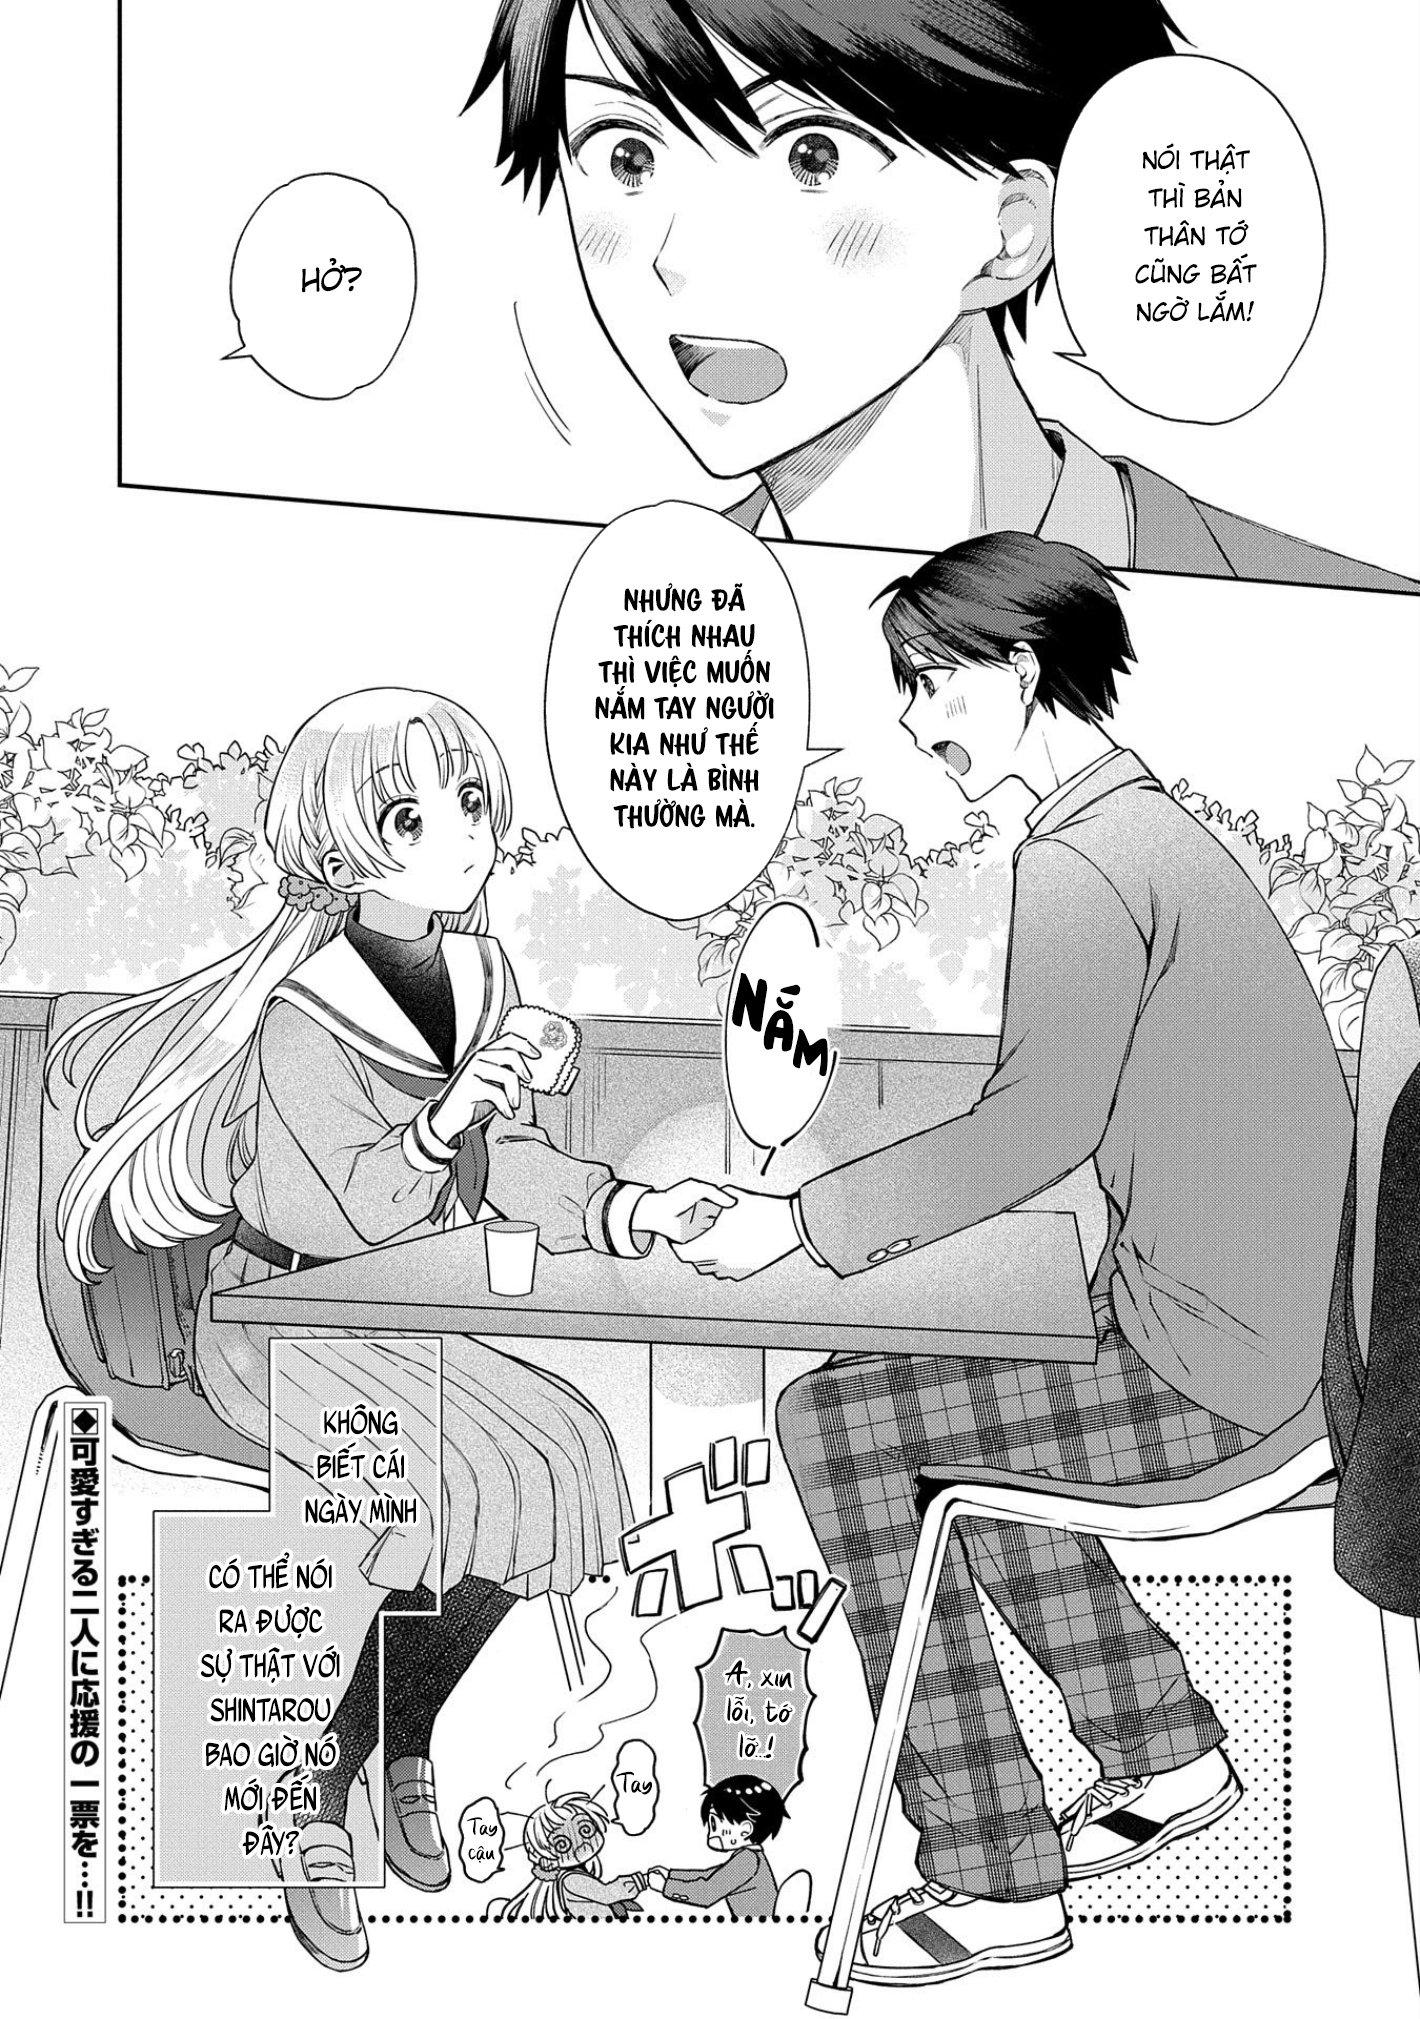 NÓI THẬT
THÌ BẢN
THÂN TỚ
CŨNG BẤT
NGỜ LẮM!
HỞ?
NHƯNG ĐÃ
THÍCH NHAU
THÌ VIỆC MUỐN
NẮM TAY NGƯỜI
KIA NHƯ THẾ
NÀY LÀ BÌNH
THƯỜNG MÀ.
NẮM
KHÔNG
BIẾT CÁI
NGÀY MÌNH
CÓ THỂ NÓI
RA ĐƯỢC
SỰ THẬT VỚI
SHINTAROU
BAO GIỜ NÓ
MỚI ĐẾN
ĐÂY?
ボボッ
A, xin
lỗi, tớ
lỡ...!
Tay
Tay
cậu
◆可愛すぎる二人に応援の一票を…!!